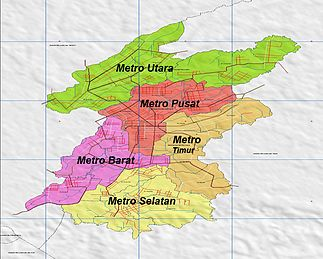 Metro Utara
Metro Pusat
Metro
Timur
Metro Barat
Metro Selatan